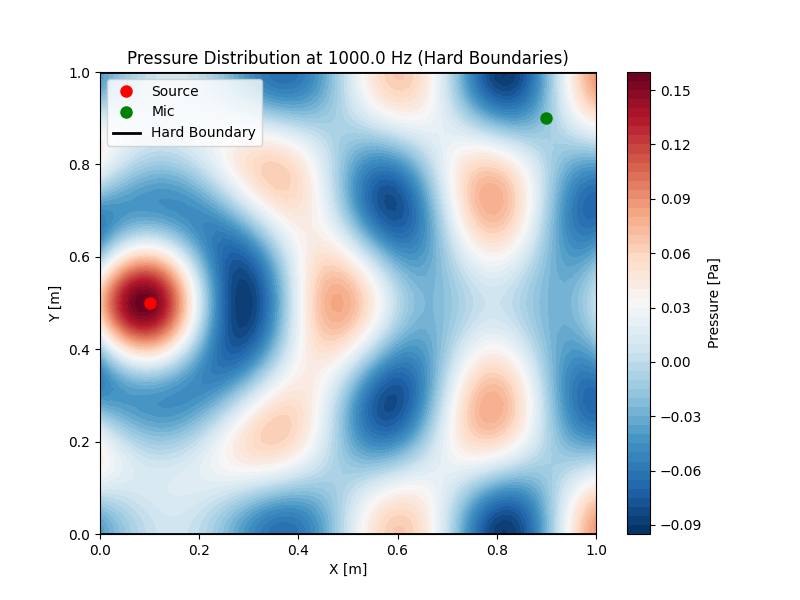 Pressure Distribution at 1000.0 Hz (Hard Boundaries)
Source
Mic
Hard Boundary
1.0
0.8
0.6
0.4
0.2
0.0
Y [m]
0.0 0.2 0.4 0.6 0.8 1.0
X [m]
0.15
0.12
0.09
0.06
0.03
0.00
−0.03
−0.06
−0.09
Pressure [Pa]